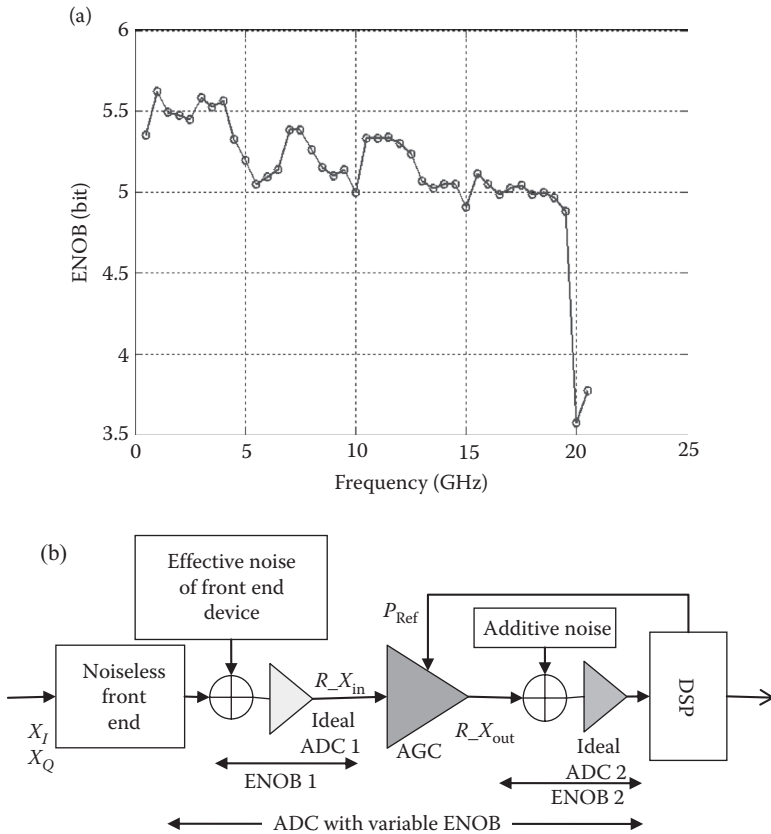 (a)
6
5.5
5
4.5
4
3.5
ENOB (bit)
0
5
10
15
20
25
Frequency (GHz)
(b)
Effective noise
of front end
device
P_Ref
Additive noise
Noiseless
front
end
R_X_in
DSP
X_I
X_Q
Ideal
ADC 1
AGC
R_X_out
Ideal
ADC 2
ENOB 1
ENOB 2
ADC with variable ENOB